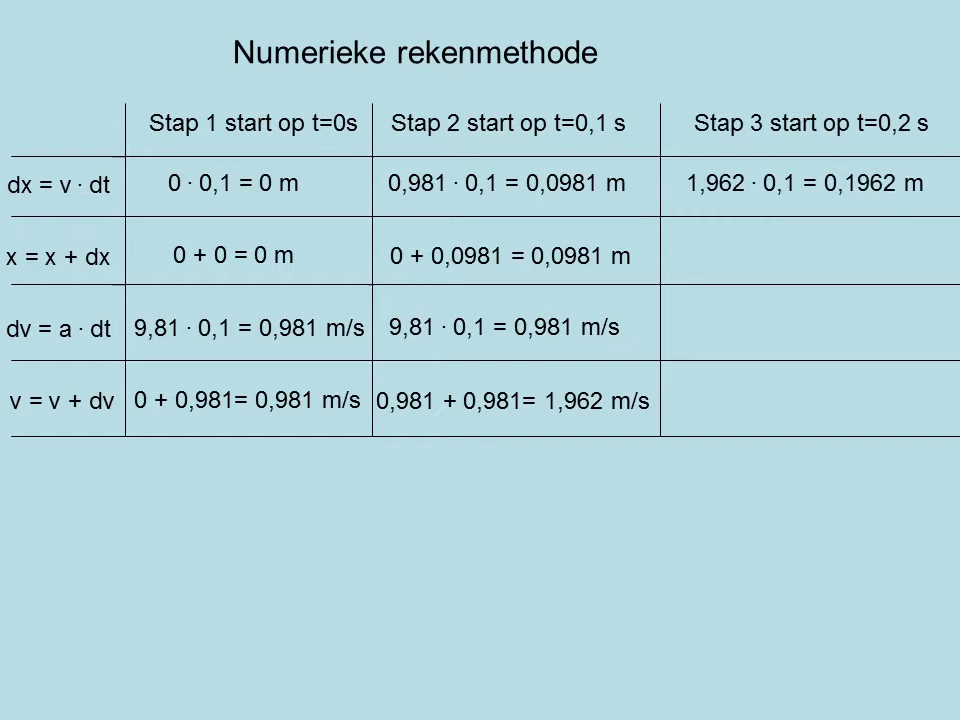 Numerieke rekenmethode
Stap 1 start op t=0s Stap 2 start op t=0,1 s Stap 3 start op t=0,2 s
dx = v · dt 0 · 0,1 = 0 m 0,981 · 0,1 = 0,0981 m 1,962 · 0,1 = 0,1962 m
x = x + dx 0 + 0 = 0 m 0 + 0,0981 = 0,0981 m
dv = a · dt 9,81 · 0,1 = 0,981 m/s 9,81 · 0,1 = 0,981 m/s
v = v + dv 0 + 0,981= 0,981 m/s 0,981 + 0,981= 1,962 m/s